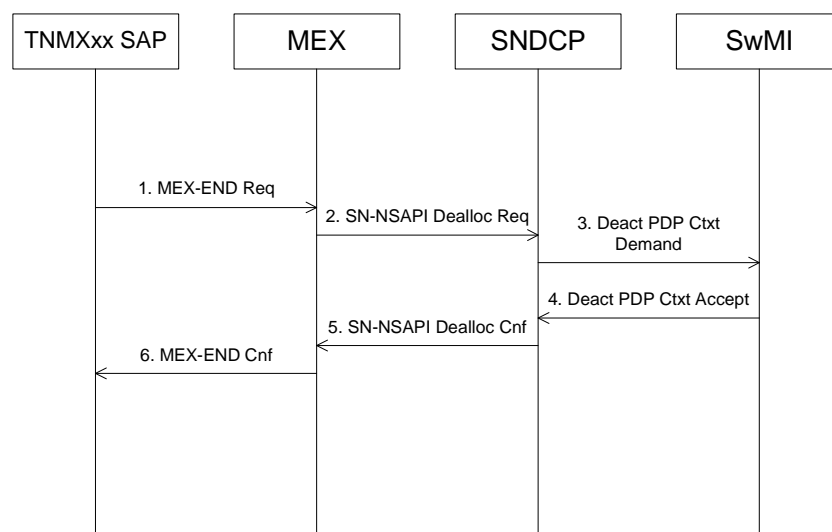 TNMXxx SAP
MEX
SNDCP
SwMI
1. MEX-END Req
2. SN-NSAPI Dealloc Req
3. Deact PDP Ctxt
Demand
4. Deact PDP Ctxt Accept
5. SN-NSAPI Dealloc Cnf
6. MEX-END Cnf